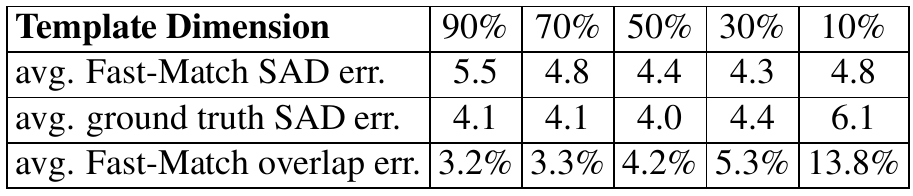 Template Dimension 90% 70% 50% 30% 10%
avg. Fast-Match SAD err. 5.5 4.8 4.4 4.3 4.8
avg. ground truth SAD err. 4.1 4.1 4.0 4.4 6.1
avg. Fast-Match overlap err. 3.2% 3.3% 4.2% 5.3% 13.8%